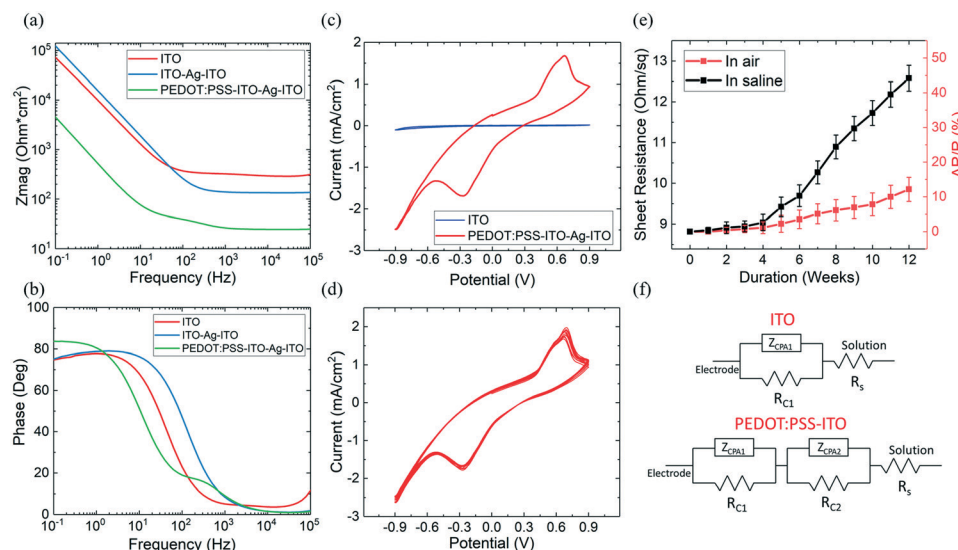 (a)
ITO
ITO-Ag-ITO
PEDOT:PSS-ITO-Ag-ITO
Zmag (Ohm*cm²)
10⁵
10⁴
10³
10²
10¹
10⁻¹ 10⁰ 10¹ 10² 10³ 10⁴ 10⁵
Frequency (Hz)
(c)
Current (mA/cm²)
2
1
0
-1
-2
-3
ITO
PEDOT:PSS-ITO-Ag-ITO
-0.9 -0.6 -0.3 0.0 0.3 0.6 0.9
Potential (V)
(e)
In air
In saline
Sheet Resistance (Ohm/sq)
13
12
11
10
9
50
40
30
20
10
0
ΔR/R (%)
0 2 4 6 8 10 12
Duration (Weeks)
(b)
ITO
ITO-Ag-ITO
PEDOT:PSS-ITO-Ag-ITO
Phase (Deg)
100
80
60
40
20
0
10⁻¹ 10⁰ 10¹ 10² 10³ 10⁴ 10⁵
Frequency (Hz)
(d)
Current (mA/cm²)
2
1
0
-1
-2
-3
-0.9 -0.6 -0.3 0.0 0.3 0.6 0.9
Potential (V)
(f)
ITO
Z_CPA1
Solution
Electrode
R_C1
R_s
PEDOT:PSS-ITO
Z_CPA1
Z_CPA2
Solution
Electrode
R_C1
R_C2
R_s